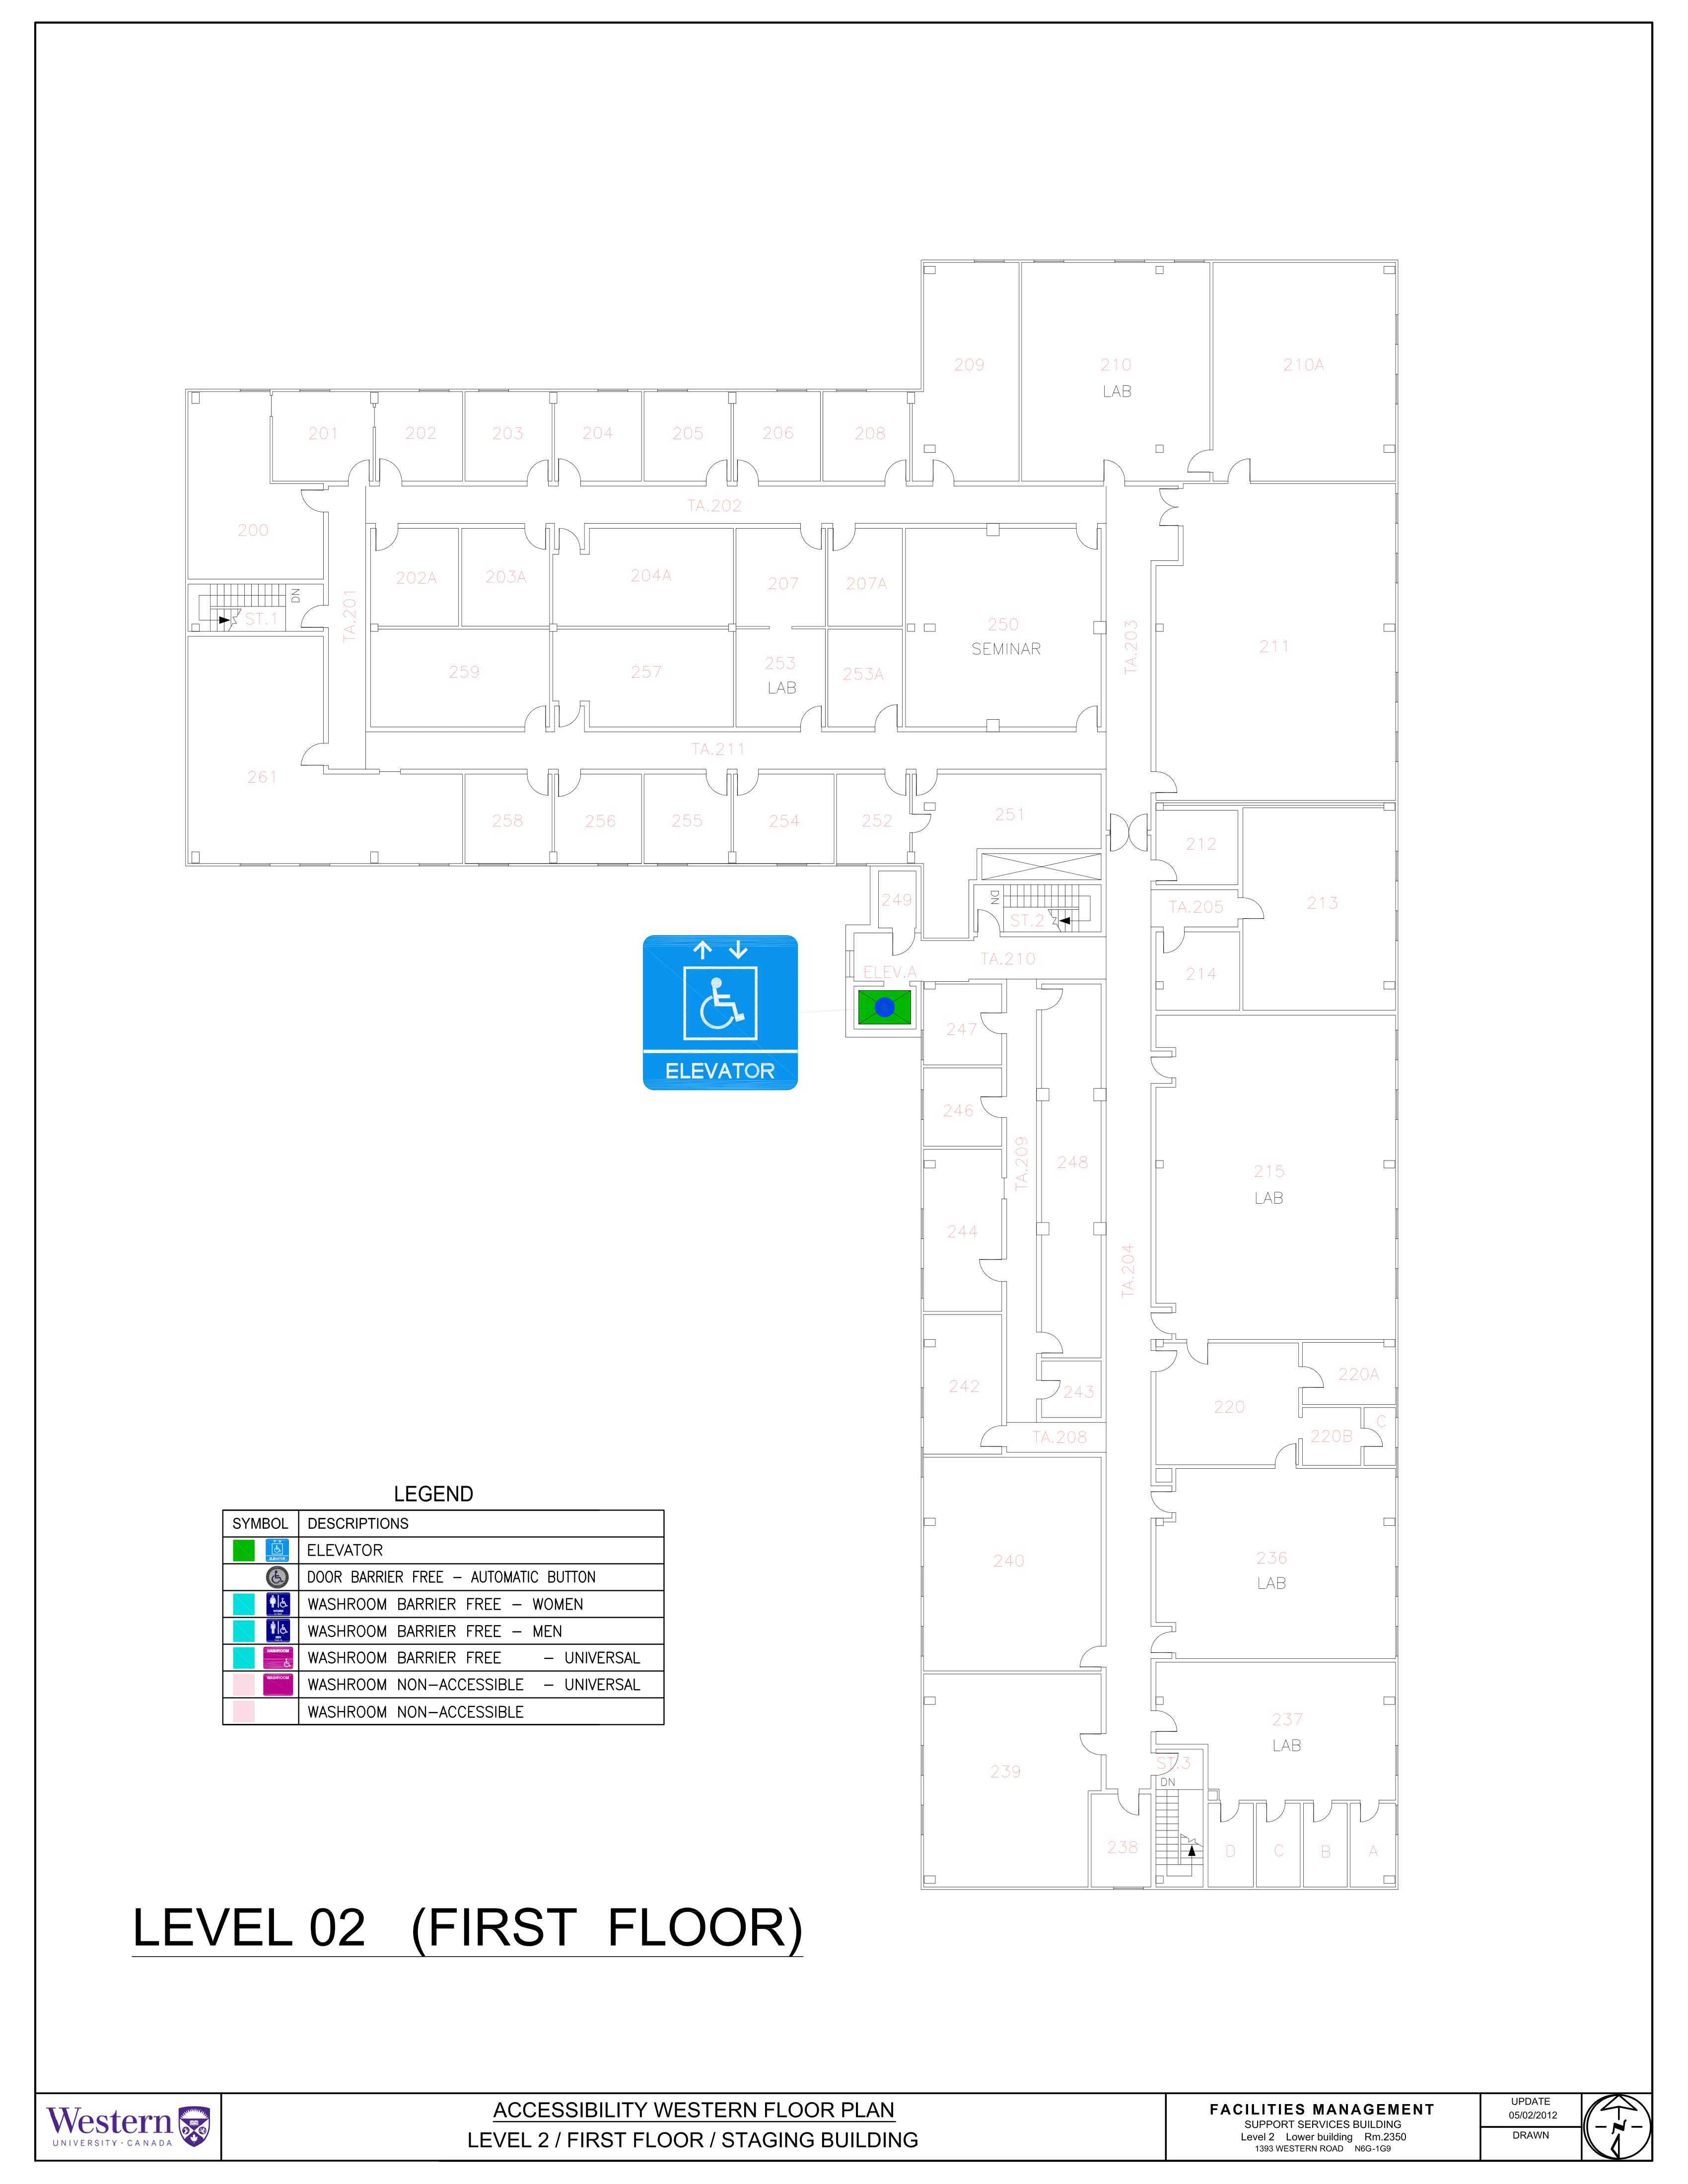 209
210
LAB
210A
201
202
203
204
205
206
208
200
TA.202
202A
203A
204A
207
207A
250
SEMINAR
TA.203
211
DN
ST.1
TA.201
259
257
253
LAB
253A
TA.211
261
258
256
255
254
252
251
212
249
DN
ST.2
TA.205
213
TA.210
ELEV.A
214
ELEVATOR
247
246
TA.209
248
215
LAB
244
TA.204
242
243
220A
220
C
220B
TA.208
240
236
LAB
237
LAB
239
ST.3
DN
238
D
C
B
A
LEGEND
SYMBOL DESCRIPTIONS
ELEVATOR
DOOR BARRIER FREE - AUTOMATIC BUTTON
WASHROOM BARRIER FREE - WOMEN
WASHROOM BARRIER FREE - MEN
WASHROOM BARRIER FREE - UNIVERSAL
WASHROOM NON-ACCESSIBLE - UNIVERSAL
WASHROOM NON-ACCESSIBLE
LEVEL 02 (FIRST FLOOR)
Western
UNIVERSITY · CANADA
ACCESSIBILITY WESTERN FLOOR PLAN
LEVEL 2 / FIRST FLOOR / STAGING BUILDING
FACILITIES MANAGEMENT
SUPPORT SERVICES BUILDING
Level 2 Lower building Rm.2350
1393 WESTERN ROAD N6G-1G9
UPDATE
05/02/2012
DRAWN
N